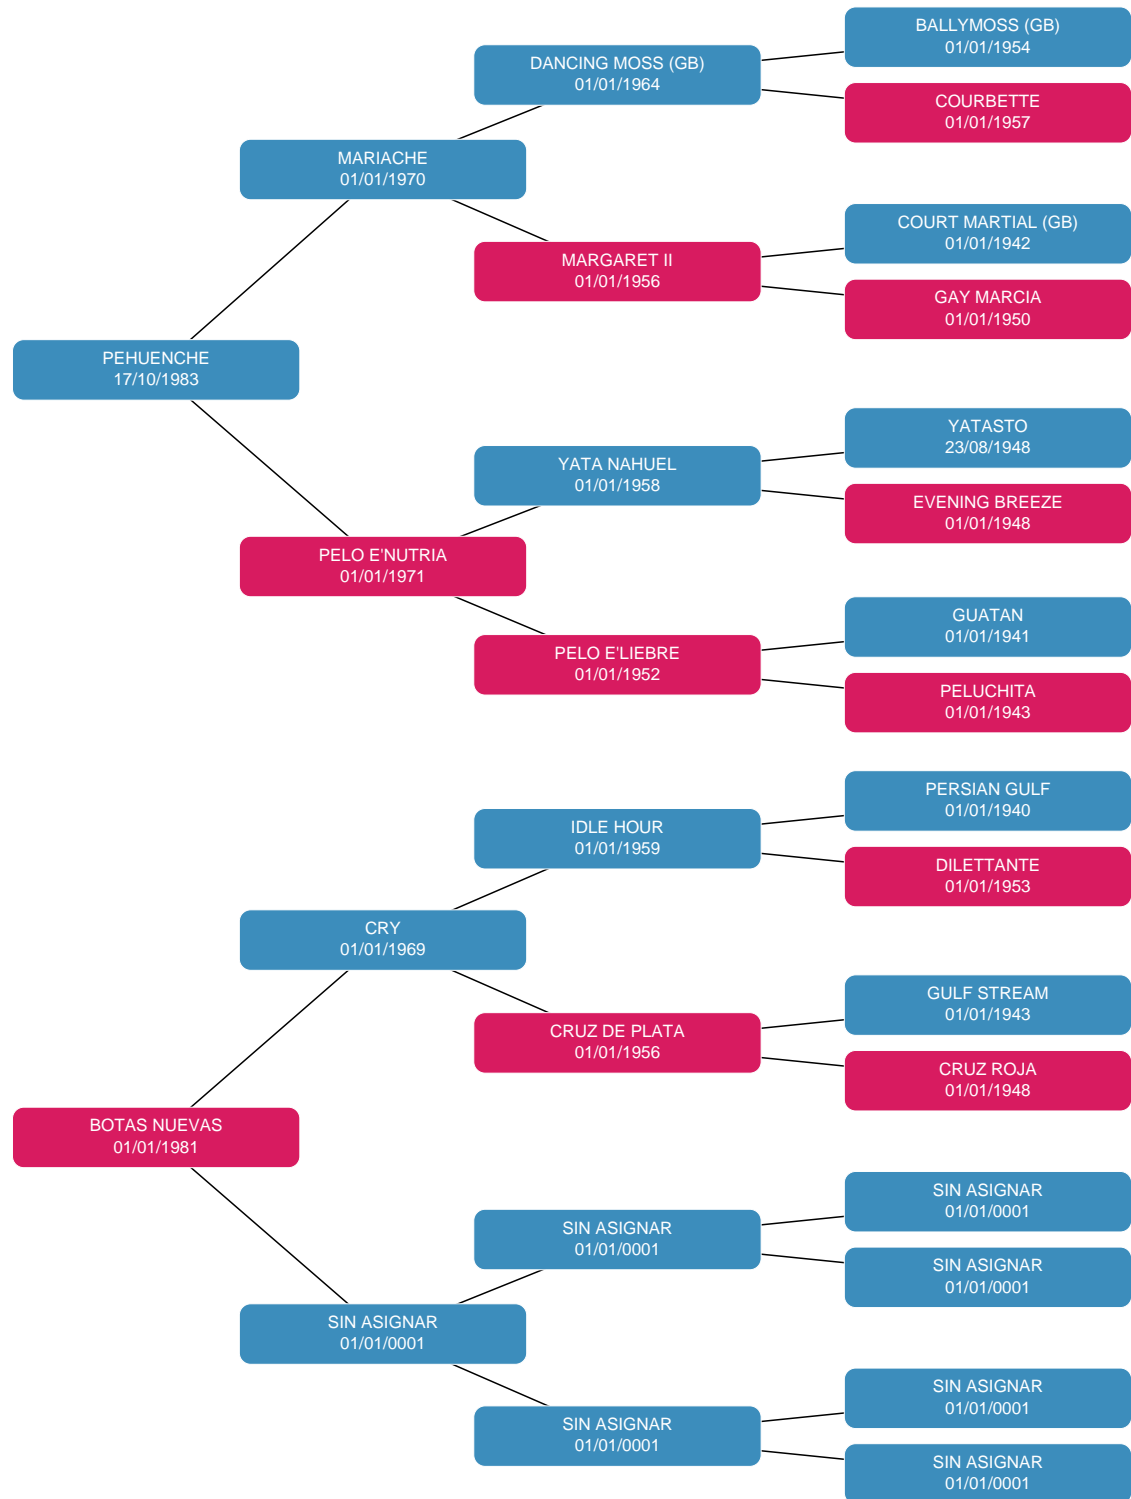 BALLYMOSS (GB)
01/01/1954
DANCING MOSS (GB)
01/01/1964
COURBETTE
01/01/1957
MARIACHE
01/01/1970
COURT MARTIAL (GB)
01/01/1942
MARGARET II
01/01/1956
GAY MARCIA
01/01/1950
PEHUENCHE
17/10/1983
YATASTO
23/08/1948
YATA NAHUEL
01/01/1958
EVENING BREEZE
01/01/1948
PELO E'NUTRIA
01/01/1971
GUATAN
01/01/1941
PELO E'LIEBRE
01/01/1952
PELUCHITA
01/01/1943
PERSIAN GULF
01/01/1940
IDLE HOUR
01/01/1959
DILETTANTE
01/01/1953
CRY
01/01/1969
GULF STREAM
01/01/1943
CRUZ DE PLATA
01/01/1956
CRUZ ROJA
01/01/1948
BOTAS NUEVAS
01/01/1981
SIN ASIGNAR
01/01/0001
SIN ASIGNAR
01/01/0001
SIN ASIGNAR
01/01/0001
SIN ASIGNAR
01/01/0001
SIN ASIGNAR
01/01/0001
SIN ASIGNAR
01/01/0001
SIN ASIGNAR
01/01/0001